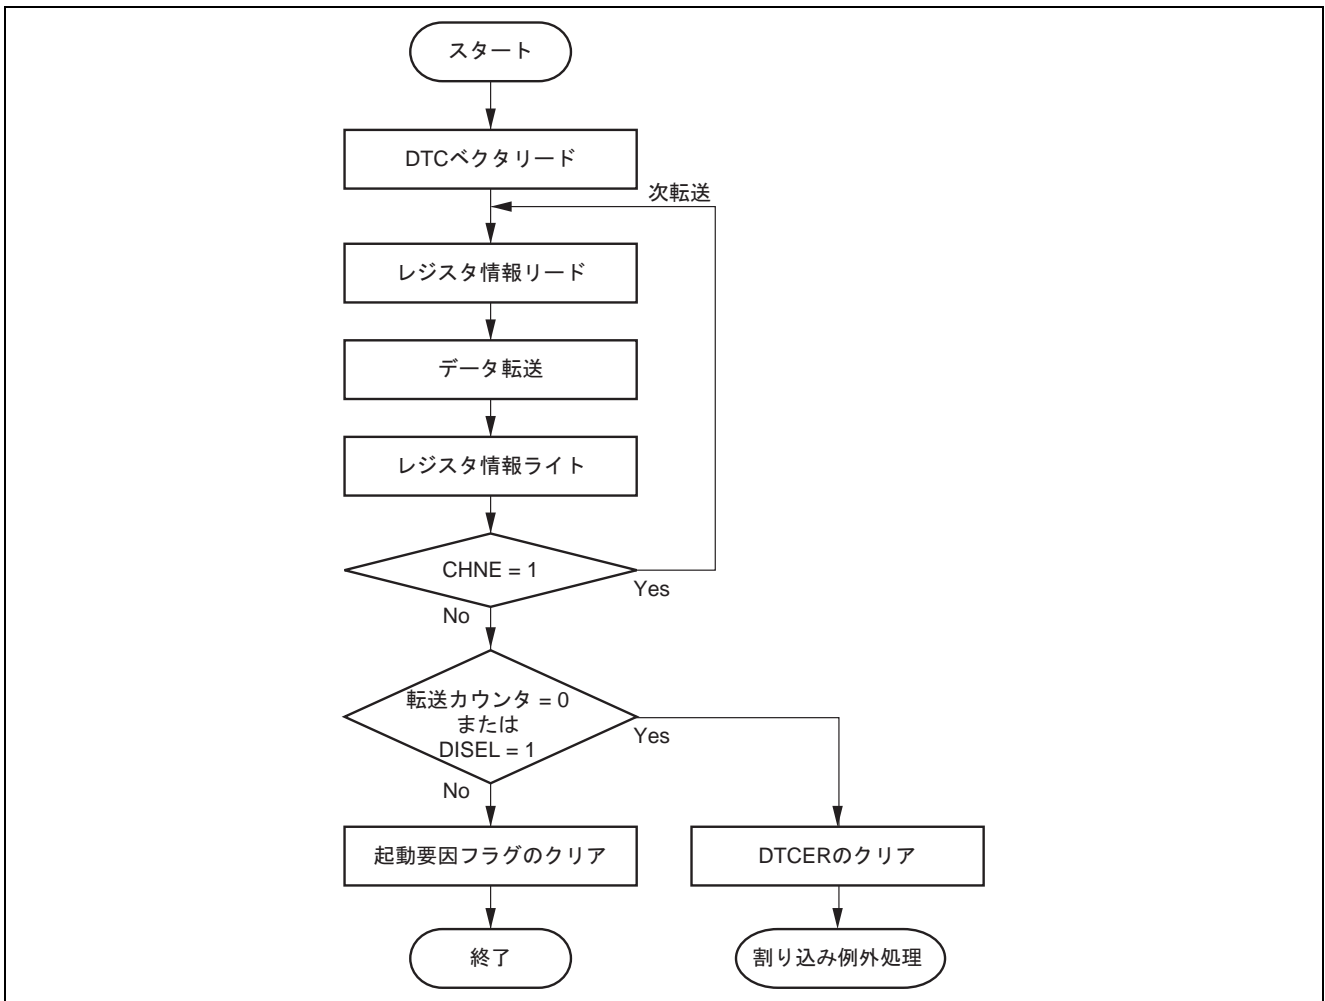 スタート
DTCベクタリード
次転送
レジスタ情報リード
データ転送
レジスタ情報ライト
CHNE = 1
Yes
No
転送カウンタ = 0
または
DISEL = 1
Yes
No
起動要因フラグのクリア
DTCERのクリア
終了
割り込み例外処理